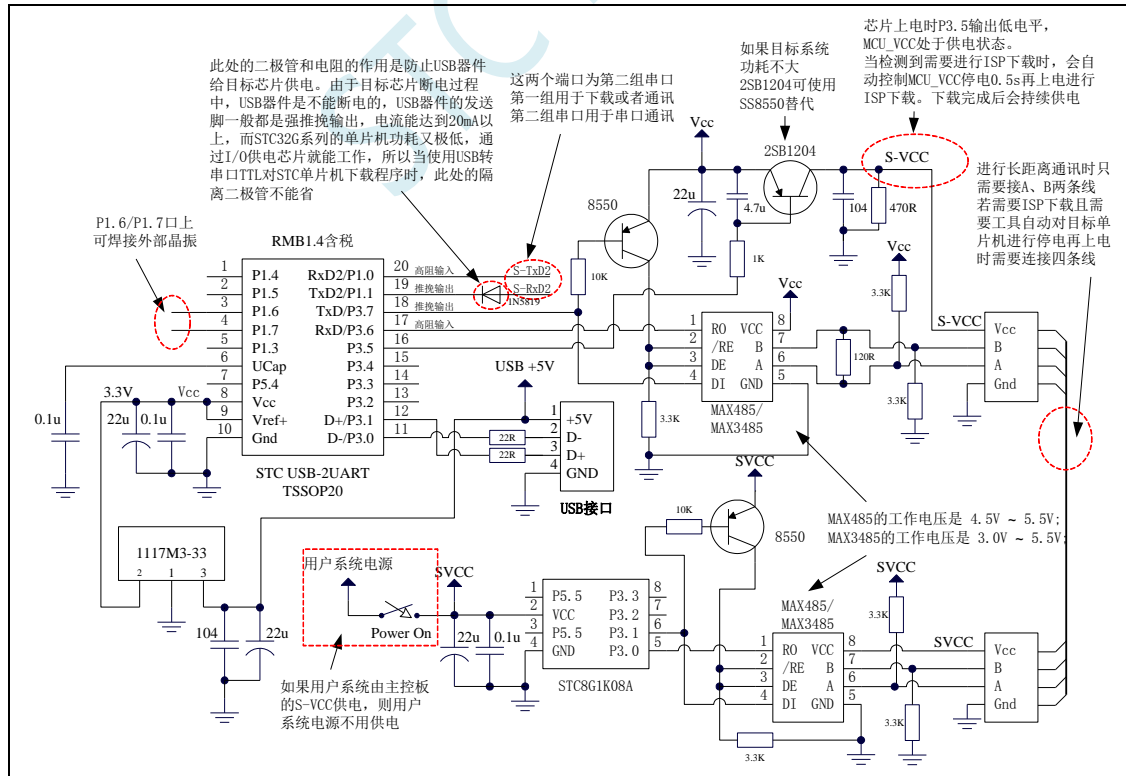 芯片上电时P3.5输出低电平，
MCU_VCC处于供电状态。
当检测到需要进行ISP下载时，会自
动控制MCU_VCC停电0.5s再上电进行
ISP下载。下载完成后会持续供电
如果目标系统
功耗不大
2SB1204可使用
SS8550替代
此处的二极管和电阻的作用是防止USB器件
给目标芯片供电。由于目标芯片断电过程
中，USB器件是不能断电的，USB器件的发送
脚一般都是强推挽输出，电流能达到20mA以
上，而STC32G系列的单片机功耗又极低，通
过I/O供电芯片就能工作，所以当使用USB转
串口TTL对STC单片机下载程序时，此处的隔
离二极管不能省
这两个端口为第二组串口
第一组用于下载或者通讯
第二组串口用于串口通讯
进行长距离通讯时只
需要接A、B两条线
若需要ISP下载且需
要工具自动对目标单
片机进行停电再上电
时需要连接四条线
P1.6/P1.7口上
可焊接外部晶振
Vcc
2SB1204
S-VCC
22u
4.7u
104
470R
8550
1K
10K
RMB1.4含税
1 P1.4 RxD2/P1.0 20 高阻输入 S-TxD2
2 P1.5 TxD2/P1.1 19 推挽输出 1N5819 S-RxD2
3 P1.6 TxD/P3.7 18 推挽输出
4 P1.7 RxD/P3.6 17 高阻输入
5 P1.3 P3.5 16
6 UCap P3.4 15
7 P5.4 P3.3 14
8 Vcc P3.2 13
9 Vref+ D+/P3.1 12
10 Gnd D-/P3.0 11
STC USB-2UART
TSSOP20
3.3V
Vcc
0.1u
22u
0.1u
22R
22R
USB +5V
1 +5V
2 D-
3 D+
4 GND
USB接口
Vcc
Vcc
3.3K
1 RO VCC 8
2 /RE B 7
3 DE A 6
4 DI GND 5
MAX485/
MAX3485
120R
3.3K
3.3K
S-VCC
Vcc
B
A
Gnd
SVCC
10K
8550
MAX485的工作电压是 4.5V ~ 5.5V;
MAX3485的工作电压是 3.0V ~ 5.5V;
1117M3-33
2 1 3
104
22u
用户系统电源
Power On
SVCC
22u
0.1u
如果用户系统由主控板
的S-VCC供电，则用户
系统电源不用供电
1 P5.5 P3.3 8
2 VCC P3.2 7
3 P5.5 P3.1 6
4 GND P3.0 5
STC8G1K08A
MAX485/
MAX3485
1 RO VCC 8
2 /RE B 7
3 DE A 6
4 DI GND 5
3.3K
SVCC
3.3K
3.3K
SVCC
Vcc
B
A
Gnd